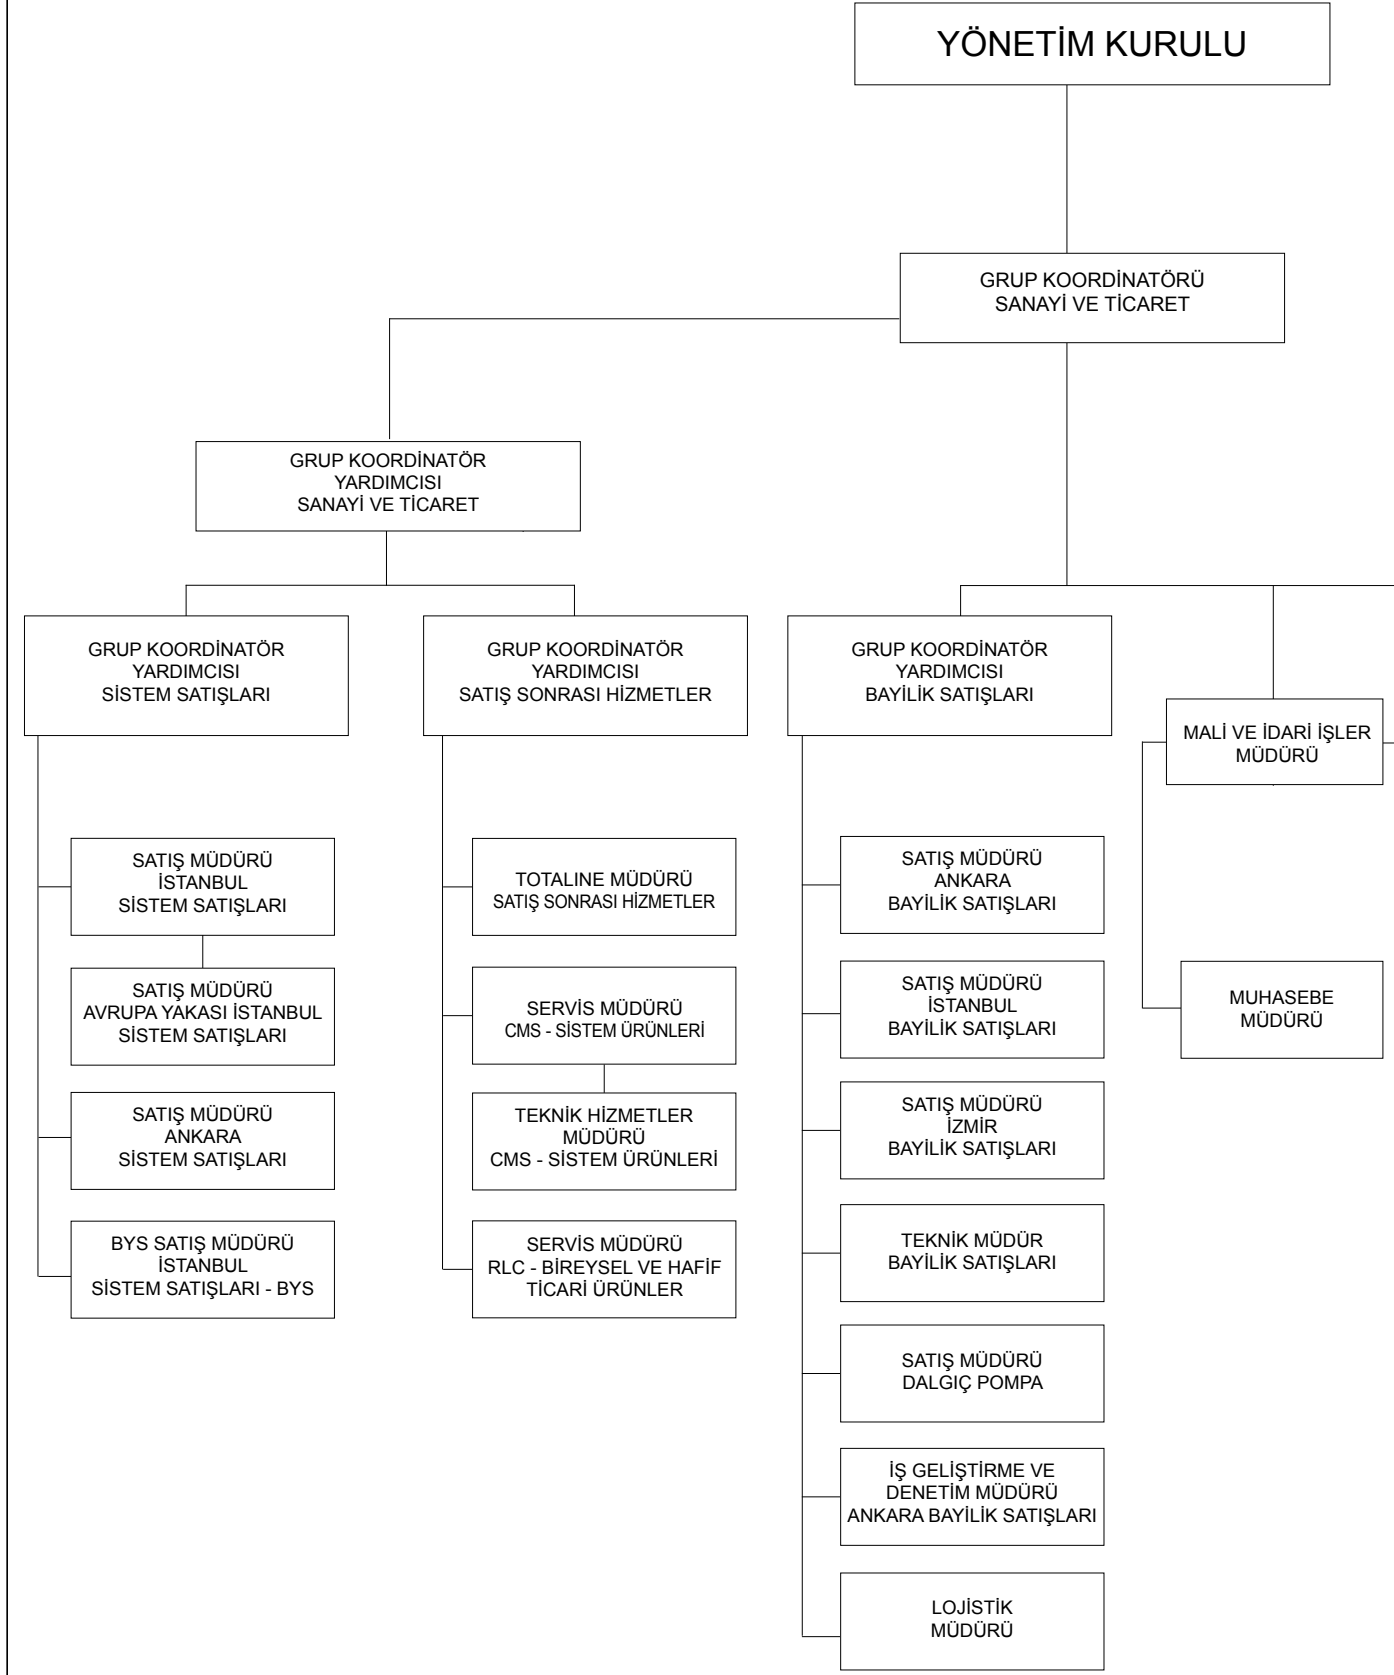 YÖNETİM KURULU
GRUP KOORDİNATÖRÜ
SANAYİ VE TİCARET
GRUP KOORDİNATÖR
YARDIMCISI
SANAYİ VE TİCARET
GRUP KOORDİNATÖR
YARDIMCISI
SİSTEM SATIŞLARI
GRUP KOORDİNATÖR
YARDIMCISI
SATIŞ SONRASI HİZMETLER
GRUP KOORDİNATÖR
YARDIMCISI
BAYİLİK SATIŞLARI
MALİ VE İDARİ İŞLER
MÜDÜRÜ
SATIŞ MÜDÜRÜ
İSTANBUL
SİSTEM SATIŞLARI
SATIŞ MÜDÜRÜ
AVRUPA YAKASI İSTANBUL
SİSTEM SATIŞLARI
SATIŞ MÜDÜRÜ
ANKARA
SİSTEM SATIŞLARI
BYS SATIŞ MÜDÜRÜ
İSTANBUL
SİSTEM SATIŞLARI - BYS
TOTALINE MÜDÜRÜ
SATIŞ SONRASI HİZMETLER
SERVİS MÜDÜRÜ
CMS - SİSTEM ÜRÜNLERİ
TEKNİK HİZMETLER
MÜDÜRÜ
CMS - SİSTEM ÜRÜNLERİ
SERVİS MÜDÜRÜ
RLC - BİREYSEL VE HAFİF
TİCARİ ÜRÜNLER
SATIŞ MÜDÜRÜ
ANKARA
BAYİLİK SATIŞLARI
SATIŞ MÜDÜRÜ
İSTANBUL
BAYİLİK SATIŞLARI
SATIŞ MÜDÜRÜ
İZMİR
BAYİLİK SATIŞLARI
TEKNİK MÜDÜR
BAYİLİK SATIŞLARI
SATIŞ MÜDÜRÜ
DALGIÇ POMPA
İŞ GELİŞTİRME VE
DENETİM MÜDÜRÜ
ANKARA BAYİLİK SATIŞLARI
LOJİSTİK
MÜDÜRÜ
MUHASEBE
MÜDÜRÜ